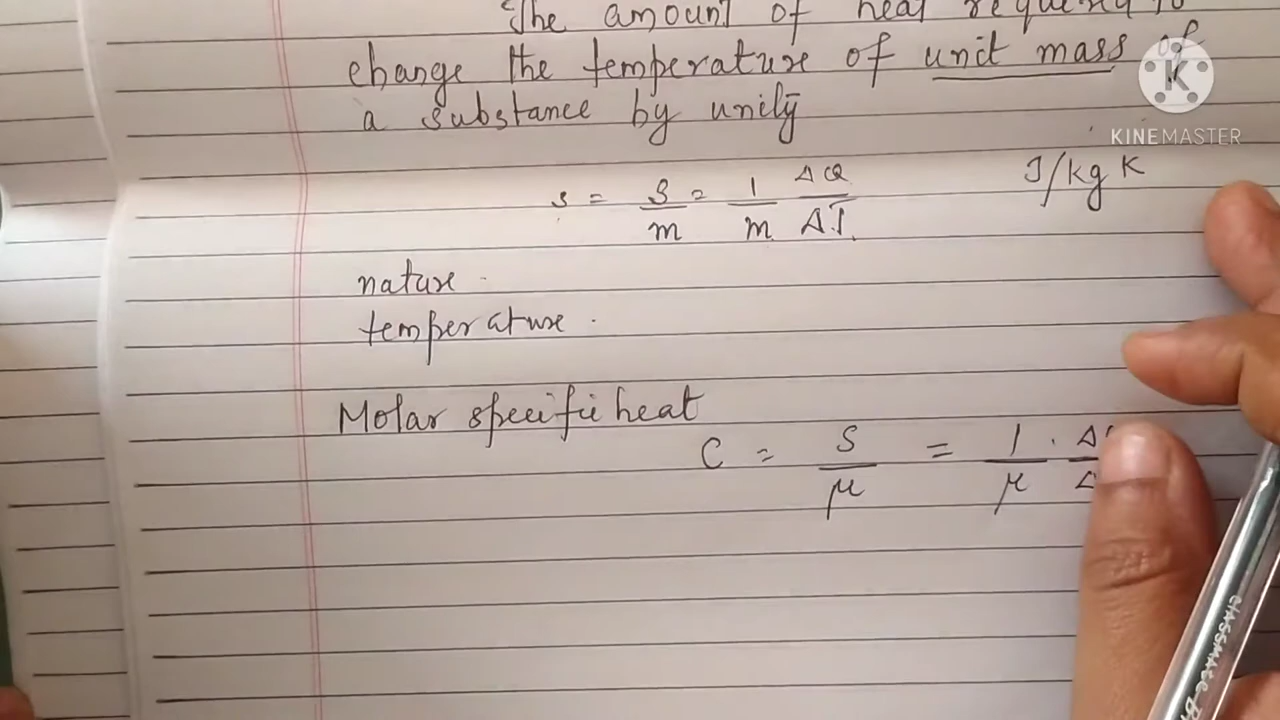 The amount of heat required to
change the temperature of unit mass of
a substance by unity
K
KINEMASTER
s = S/m = 1/m ΔQ/ΔT. J/kg K
nature.
temperature.
Molar specific heat
C = S/μ = 1/μ .
CLASSMATE